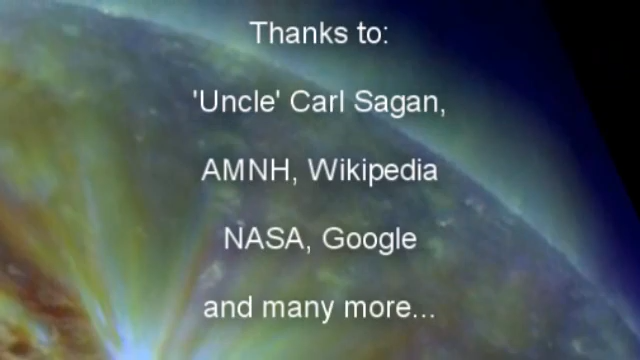 Thanks to:
'Uncle' Carl Sagan,
AMNH, Wikipedia
NASA, Google
and many more...